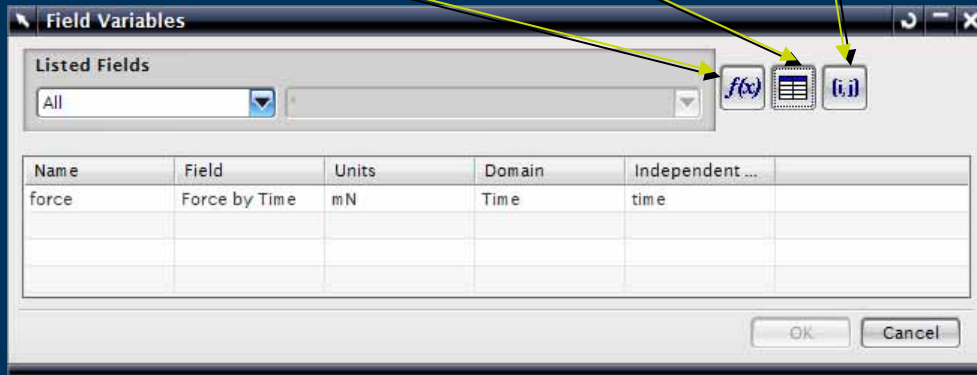 Field Variables
Listed Fields
f(x)
(i,j)
All
Name Field Units Domain Independent ...
force Force by Time mN Time time
OK Cancel